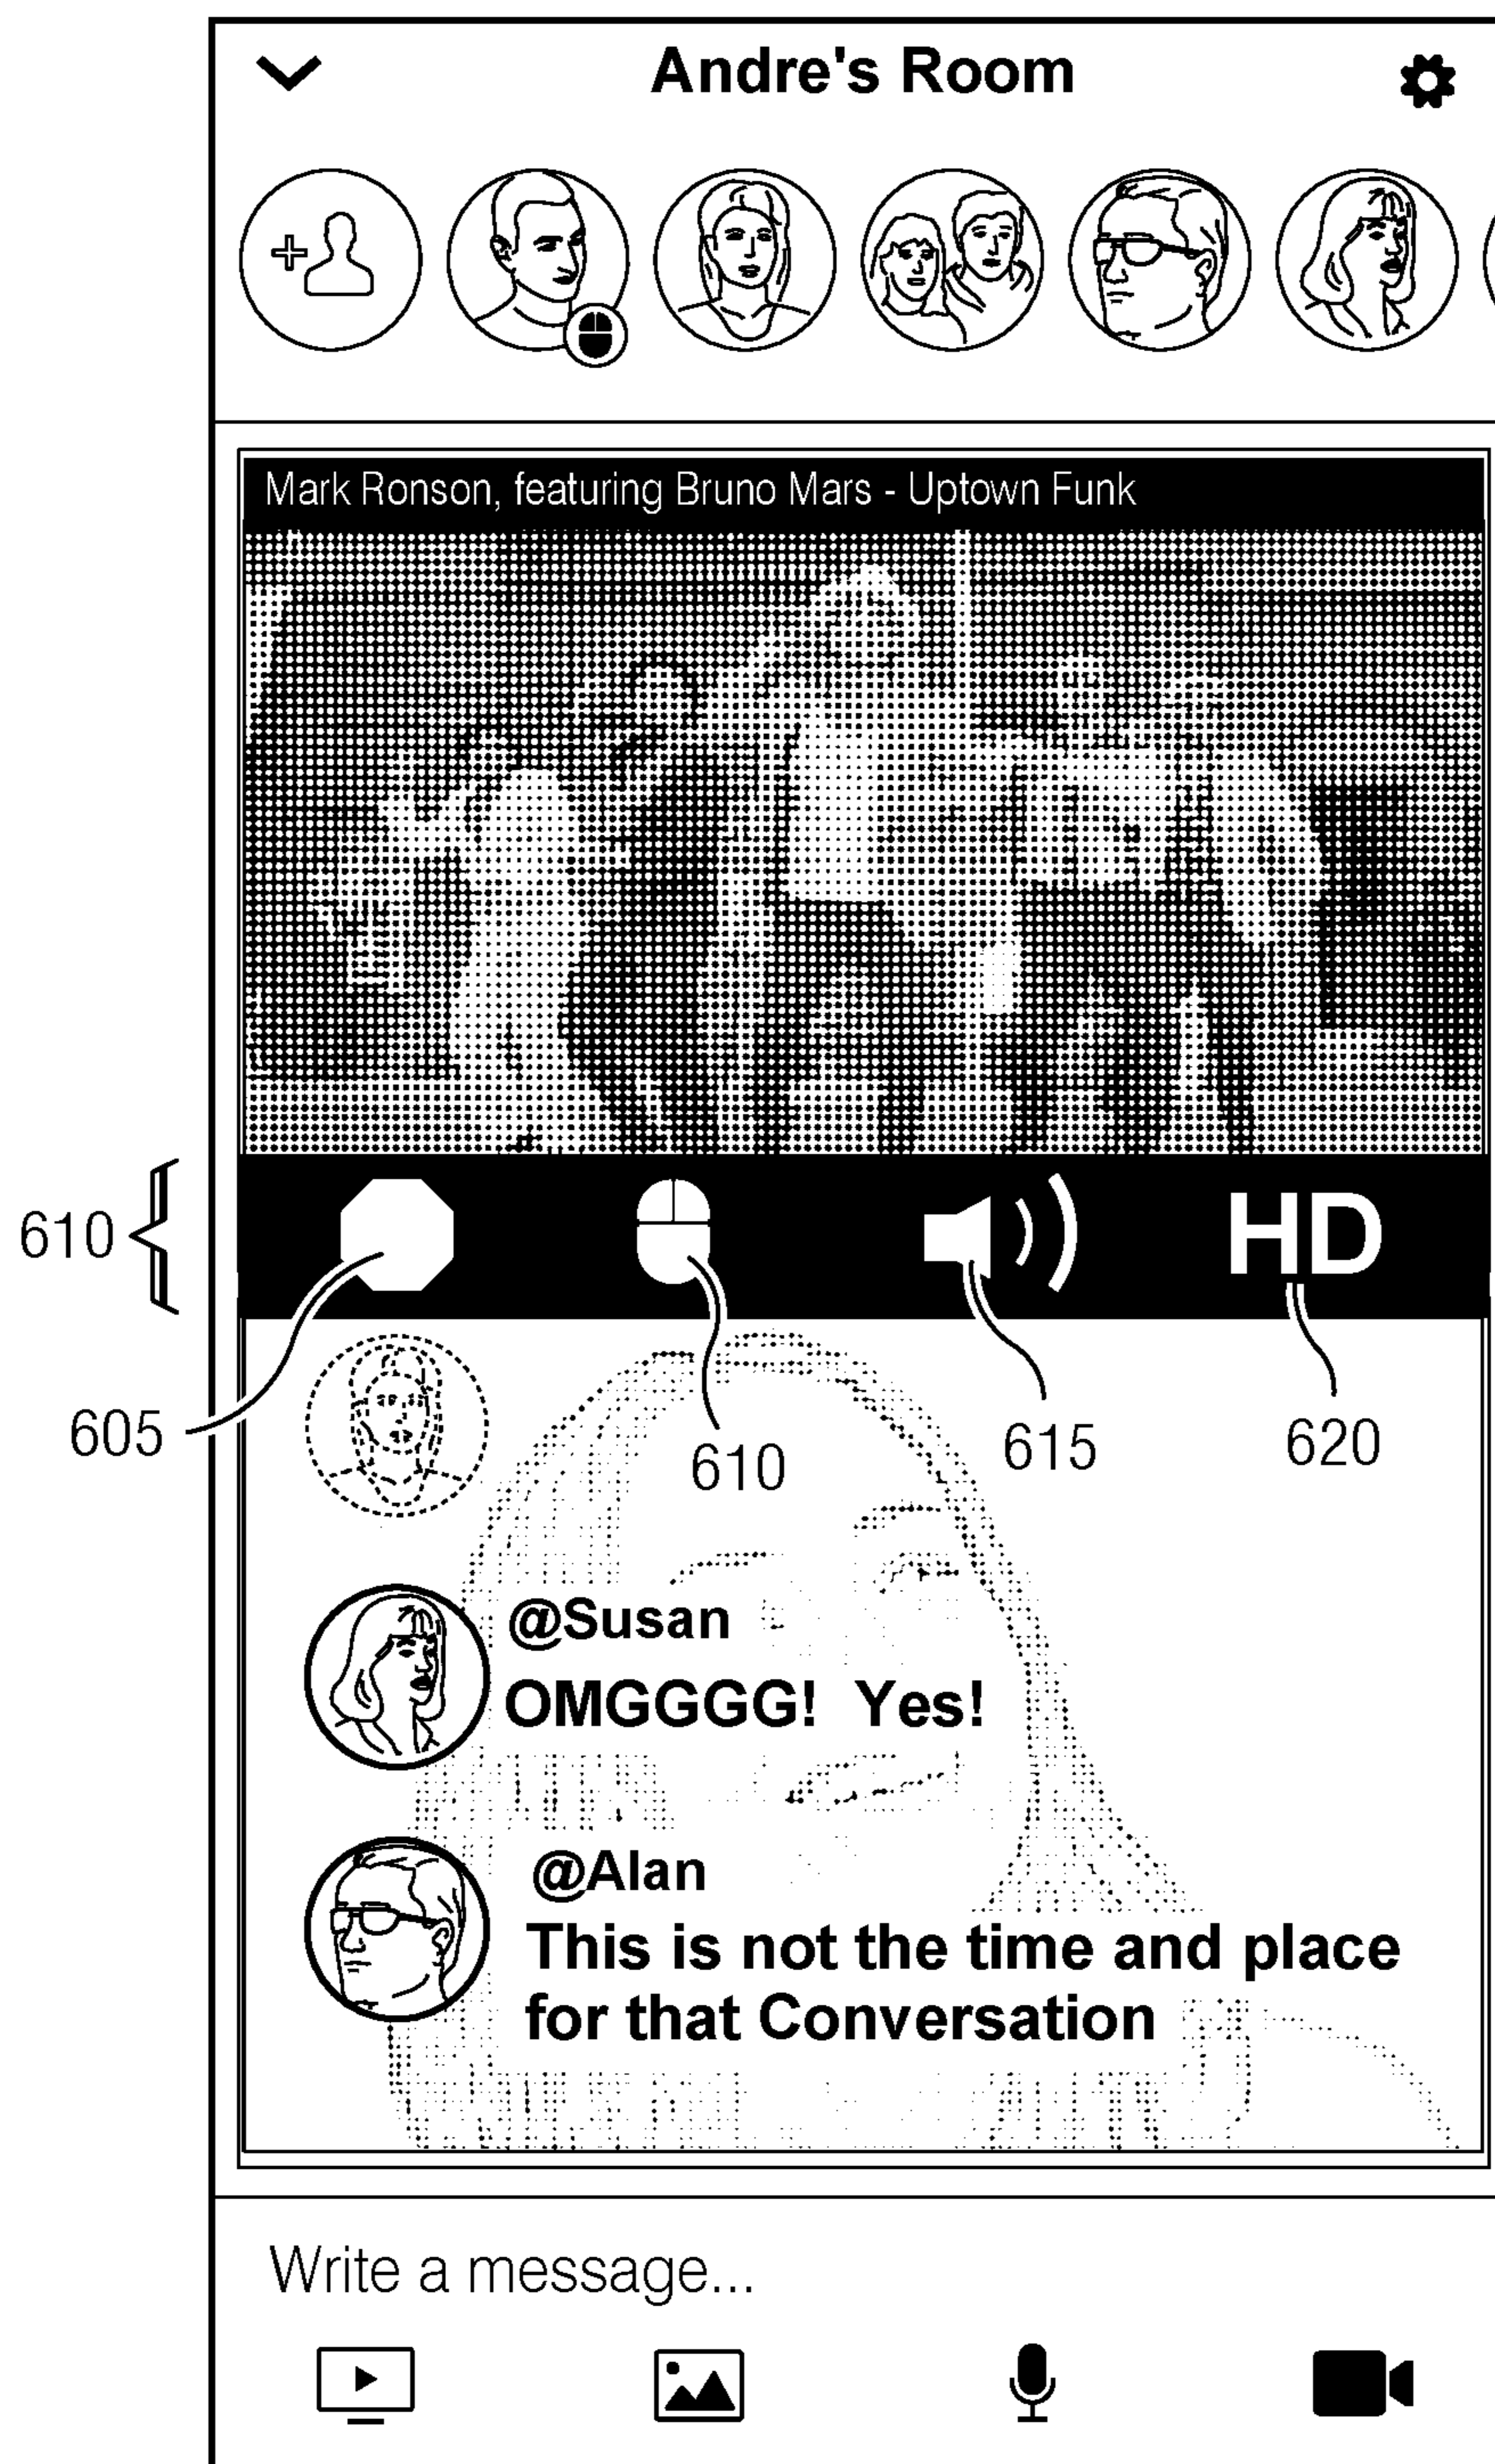 Andre's Room
Mark Ronson, featuring Bruno Mars - Uptown Funk
610
HD
605
610
615
620
@Susan
OMGGGG! Yes!
@Alan
This is not the time and place
for that Conversation
Write a message...